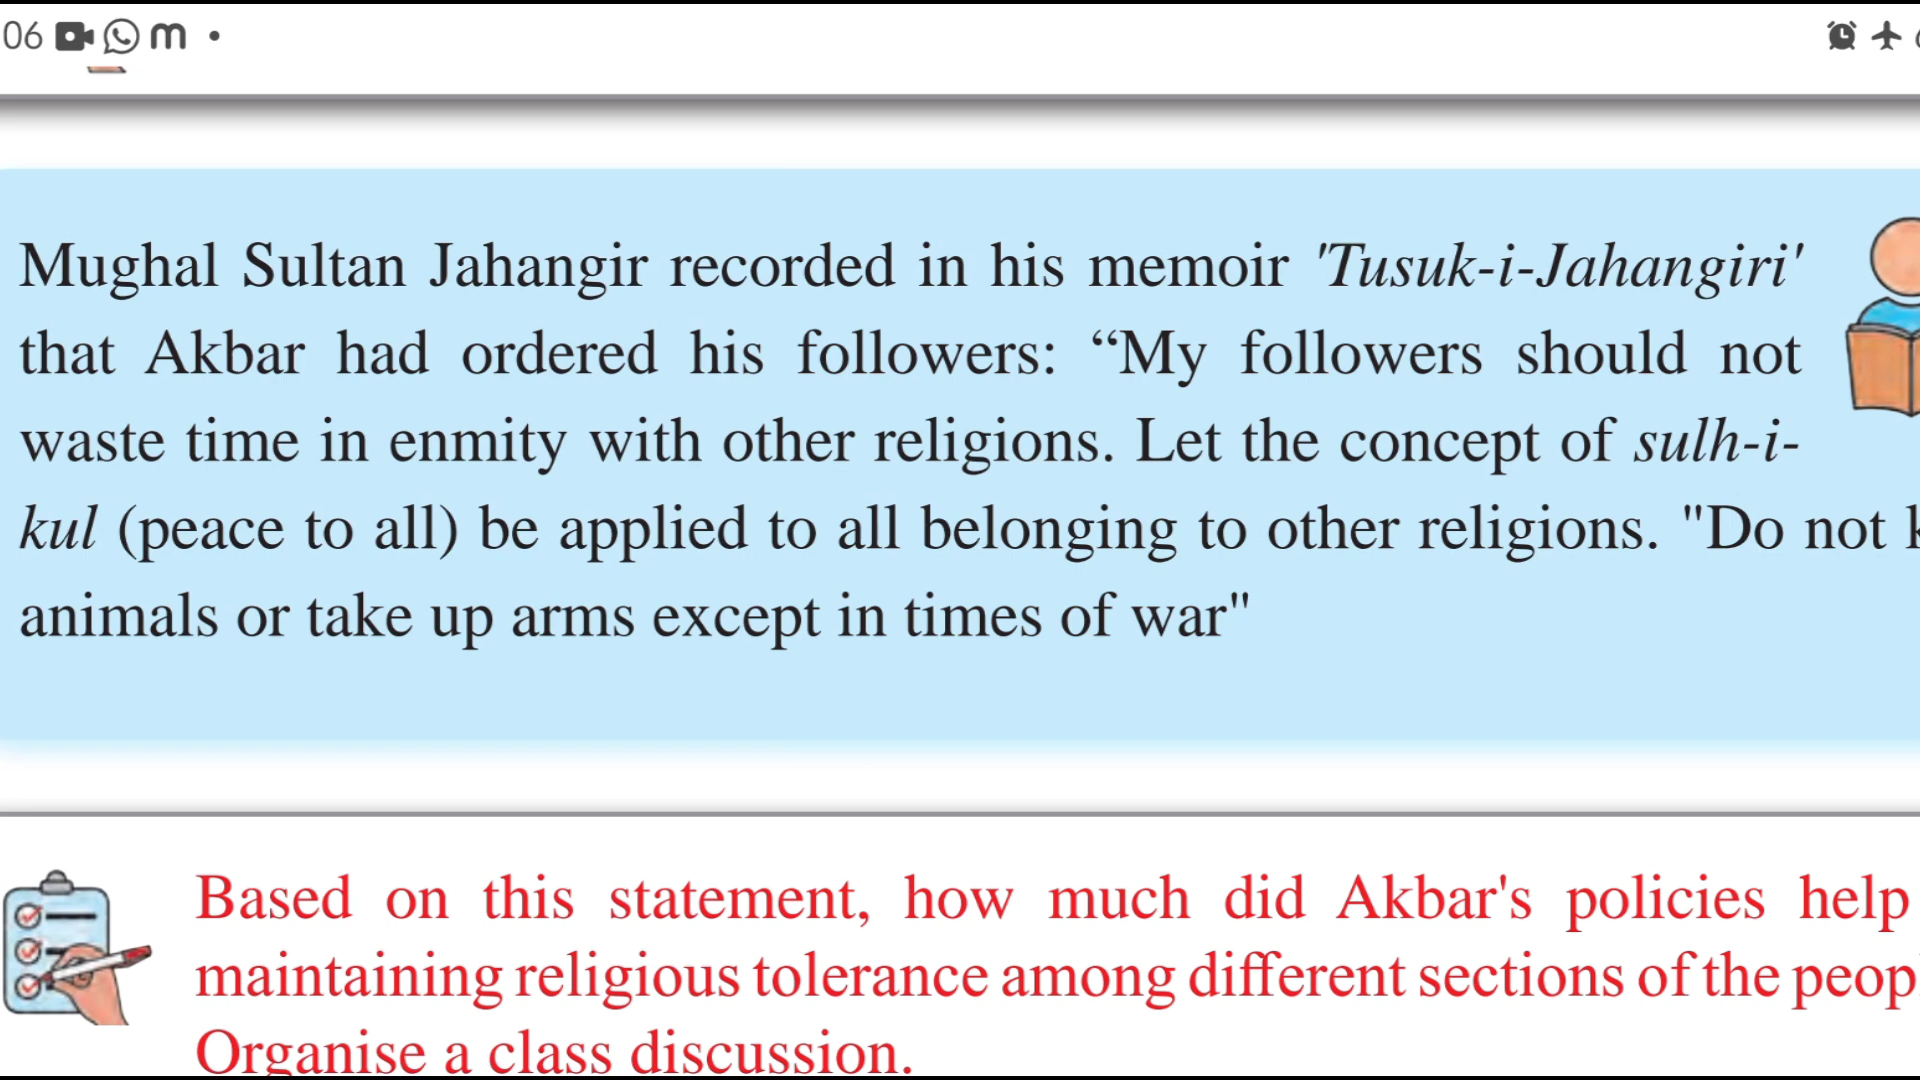 06
Mughal Sultan Jahangir recorded in his memoir 'Tusuk-i-Jahangiri'
that Akbar had ordered his followers: “My followers should not
waste time in enmity with other religions. Let the concept of sulh-i-
kul (peace to all) be applied to all belonging to other religions. "Do not
animals or take up arms except in times of war"
Based on this statement, how much did Akbar's policies help
maintaining religious tolerance among different sections of the
Organise a class discussion.